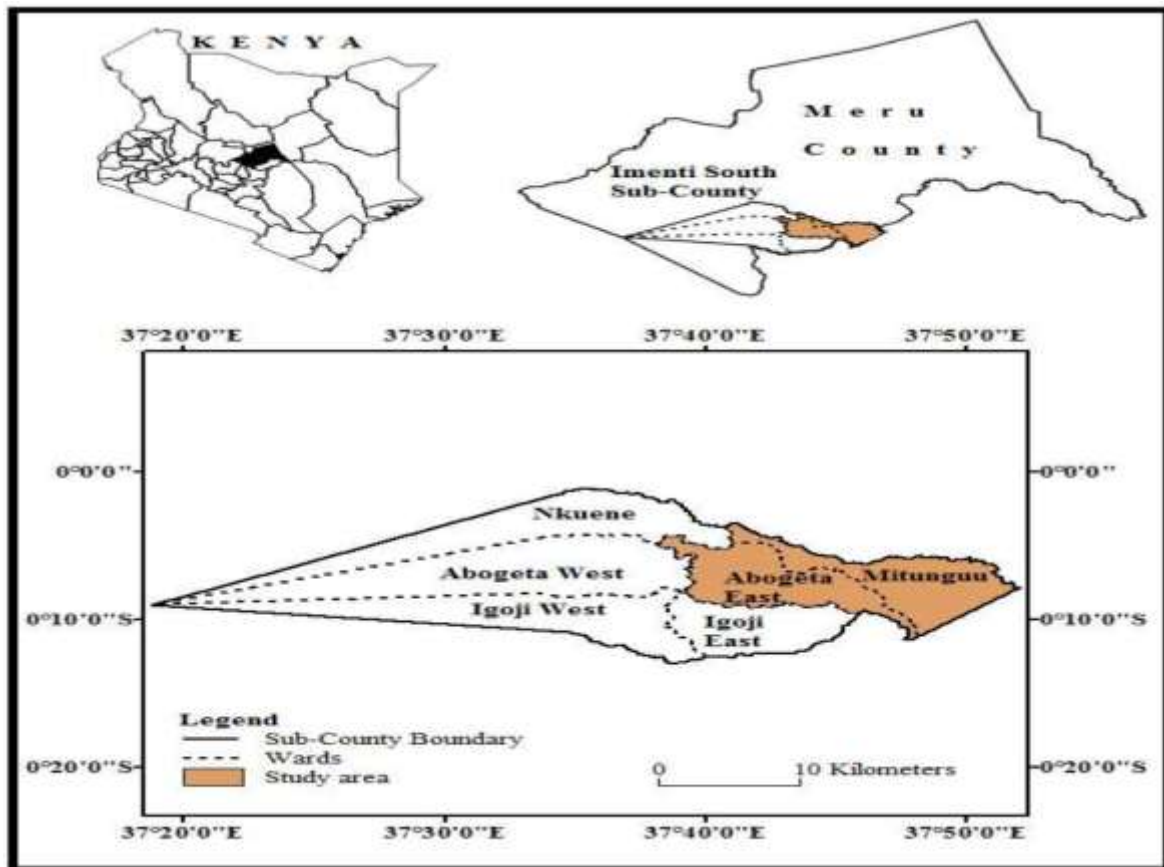 K E N Y A
M e r u
C o u n t y
Imenti South
Sub-County
37°20'0"E 37°30'0"E 37°40'0"E 37°50'0"E
0°0'0" 0°0'0"
Nkuene
Abogeta West
Abogeta
East
Mitunguu
Igoji West
Igoji
East
0°10'0"S 0°10'0"S
Legend
Sub-County Boundary
Wards
Study area
0 10 Kilometers
0°20'0"S 0°20'0"S
37°20'0"E 37°30'0"E 37°40'0"E 37°50'0"E